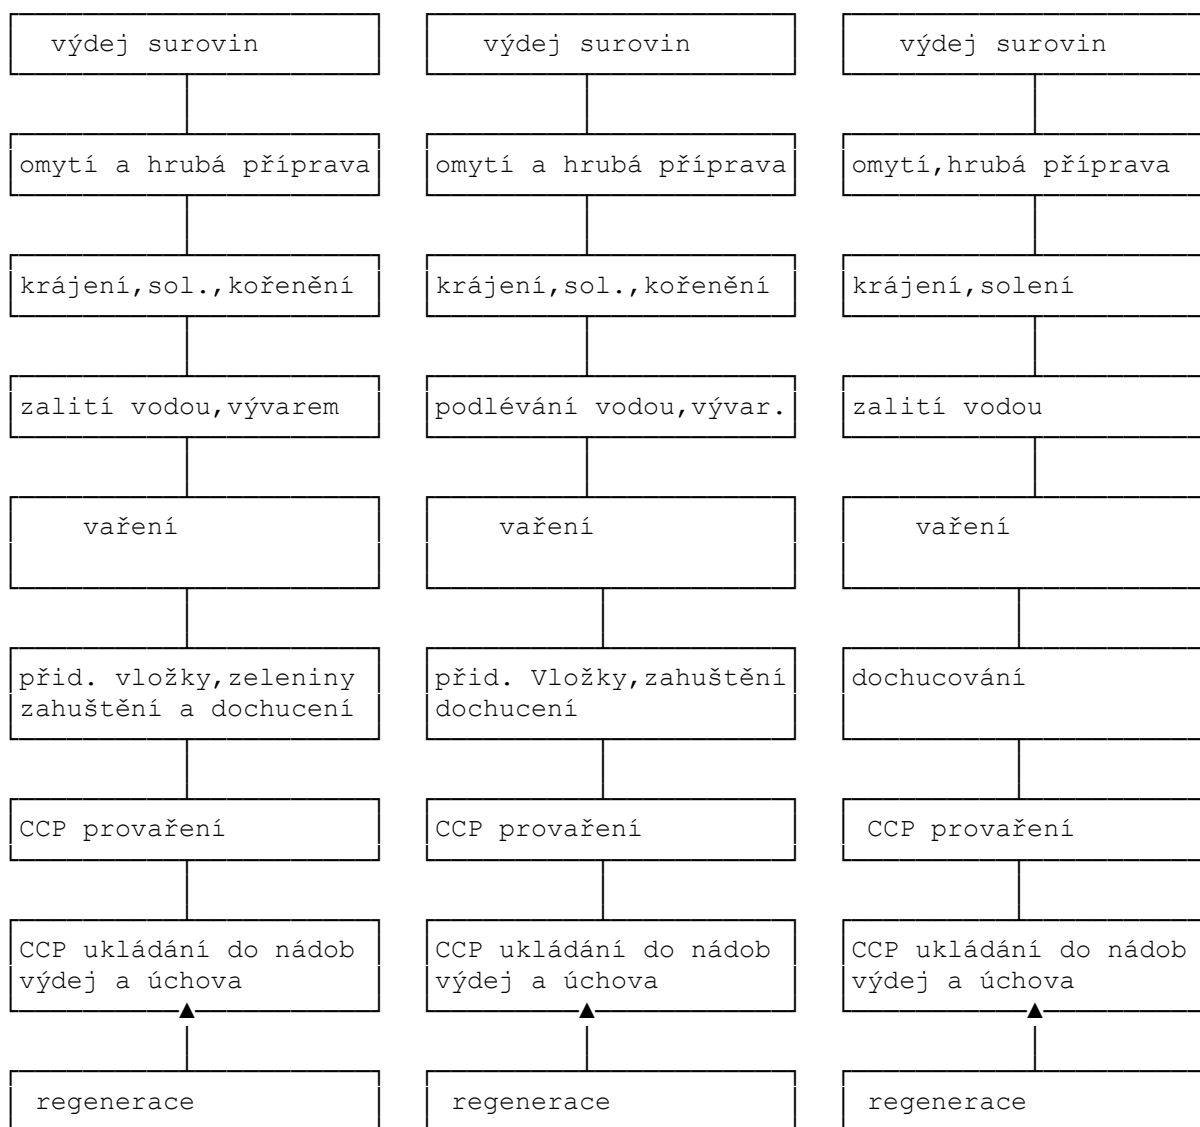 výdej surovin
omytí a hrubá příprava
krájení,sol.,kořenění
zalití vodou,vývarem
vaření
přid. vložky,zeleniny
zahuštění a dochucení
CCP provaření
CCP ukládání do nádob
výdej a úchova
regenerace
výdej surovin
omytí a hrubá příprava
krájení,sol.,kořenění
podlévání vodou,vývar.
vaření
přid. Vložky,zahuštění
dochucení
CCP provaření
CCP ukládání do nádob
výdej a úchova
regenerace
výdej surovin
omytí,hrubá příprava
krájení,solení
zalití vodou
vaření
dochucování
CCP provaření
CCP ukládání do nádob
výdej a úchova
regenerace